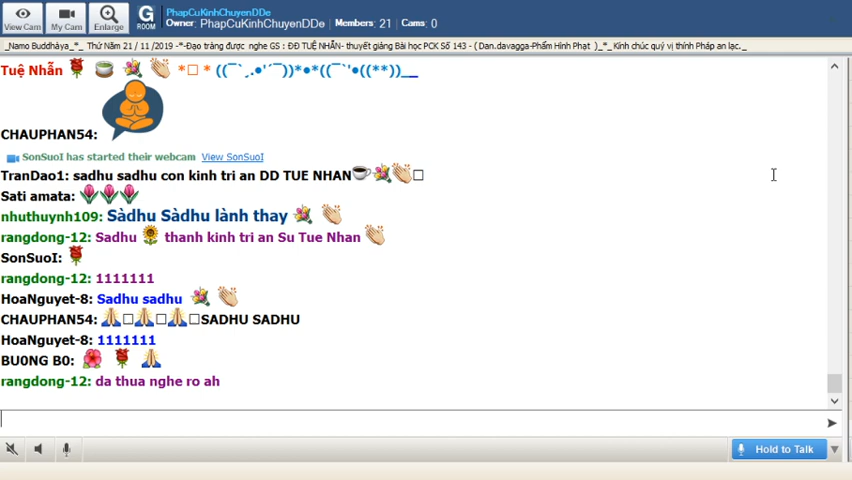 View Cam
My Cam
Enlarge
G
ROOM
PhapCuKinhChuyenDDe
Owner: PhapCuKinhChuyenDDe Members: 21 Cams: 0
_Namo Buddhàya_*_ Thứ Năm 21 / 11 /2019 -*-Đạo tràng được nghe GS : ĐĐ TUỆ NHẪN- thuyết giảng Bài học PCK Số 143 - ( Dan.davagga-Phẩm Hình Phạt )_*_ Kính chúc quý vị thính Pháp an lạc._
Tuệ Nhẫn 🌹 🍵 💐 👏 *□ * ((¯`¸.•'´¯))*•*((¯`'•((**))__
CHAUPHAN54:
SonSuoI has started their webcam View SonSuoI
TranDao1: sadhu sadhu con kinh tri an DD TUE NHAN☕💐👏□
Sati amata: 🌷🌷🌷
nhuthuynh109: Sàdhu Sàdhu lành thay 💐 👏
rangdong-12: Sadhu 🌻 thanh kinh tri an Su Tue Nhan 👏
SonSuoI: 🌹
rangdong-12: 1111111
HoaNguyet-8: Sadhu sadhu 💐 👏
CHAUPHAN54: 🙏□🙏□🙏□SADHU SADHU
HoaNguyet-8: 1111111
BU0NG B0: 🌺 🌹 🙏
rangdong-12: da thua nghe ro ah
Hold to Talk